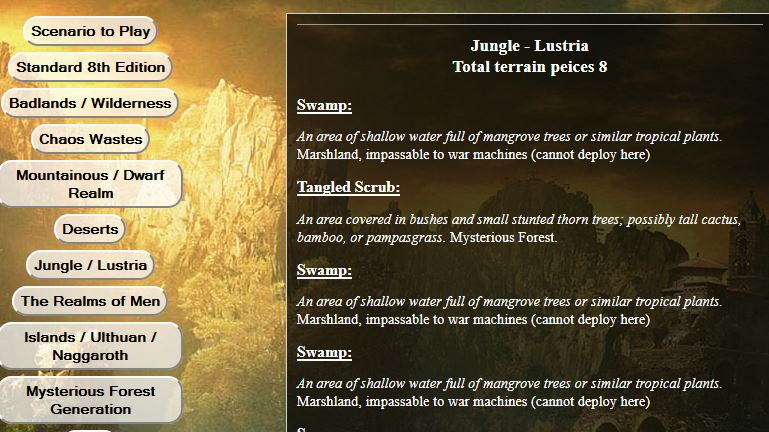 Scenario to Play
Standard 8th Edition
Badlands / Wilderness
Chaos Wastes
Mountainous / Dwarf
Realm
Deserts
Jungle / Lustria
The Realms of Men
Islands / Ulthuan /
Naggaroth
Mysterious Forest
Generation
Jungle - Lustria
Total terrain peices 8
Swamp:
An area of shallow water full of mangrove trees or similar tropical plants.
Marshland, impassable to war machines (cannot deploy here)
Tangled Scrub:
An area covered in bushes and small stunted thorn trees; possibly tall cactus,
bamboo, or pampasgrass. Mysterious Forest.
Swamp:
An area of shallow water full of mangrove trees or similar tropical plants.
Marshland, impassable to war machines (cannot deploy here)
Swamp:
An area of shallow water full of mangrove trees or similar tropical plants.
Marshland, impassable to war machines (cannot deploy here)